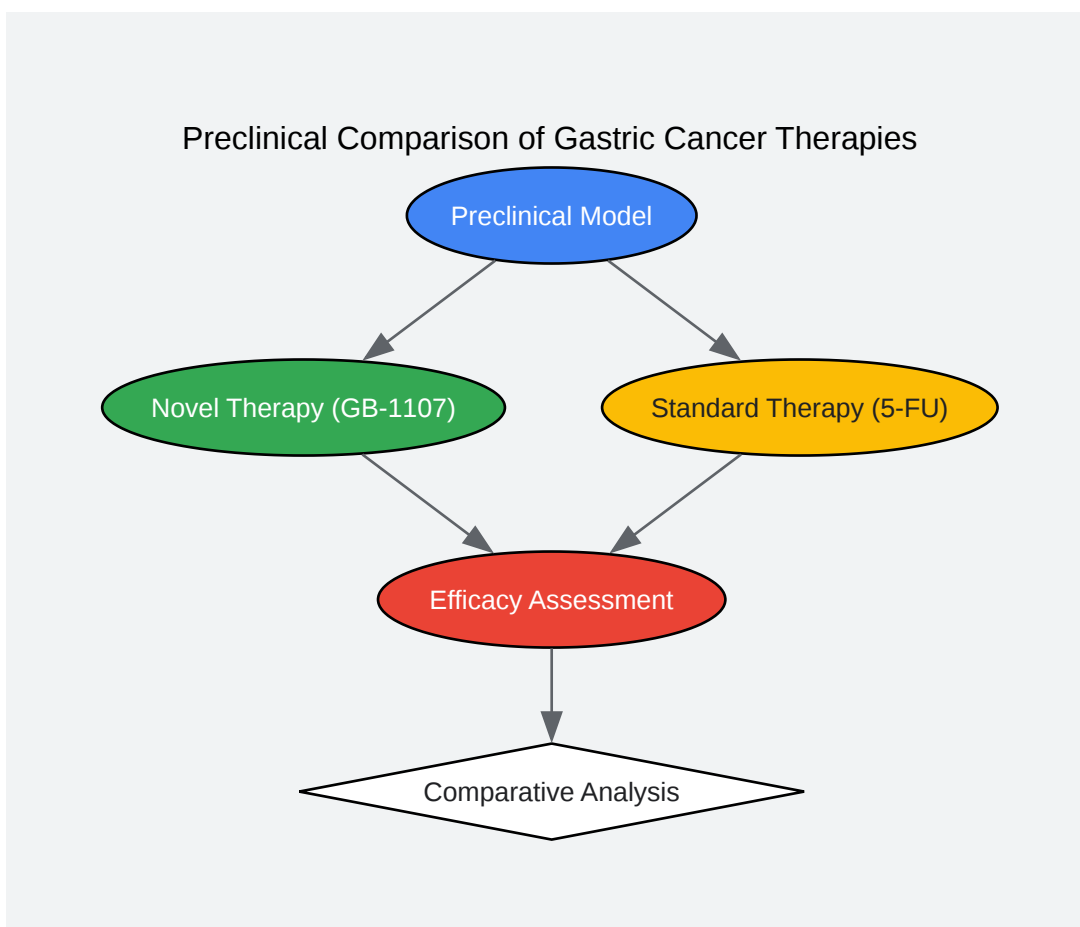 Preclinical Comparison of Gastric Cancer Therapies
Preclinical Model
Novel Therapy (GB-1107)
Standard Therapy (5-FU)
Efficacy Assessment
Comparative Analysis